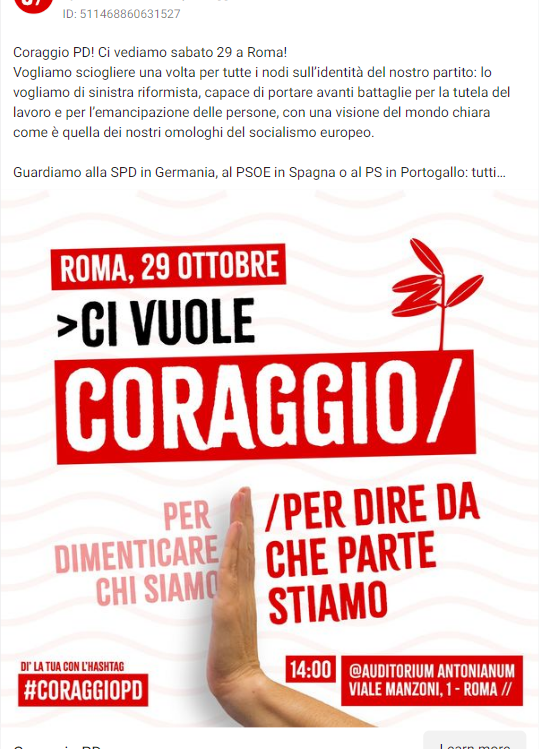 ID: 511468860631527
Coraggio PD! Ci vediamo sabato 29 a Roma!
Vogliamo sciogliere una volta per tutte i nodi sull'identità del nostro partito: lo
vogliamo di sinistra riformista, capace di portare avanti battaglie per la tutela del
lavoro e per l'emancipazione delle persone, con una visione del mondo chiara
come è quella dei nostri omologhi del socialismo europeo.
Guardiamo alla SPD in Germania, al PSOE in Spagna o al PS in Portogallo: tutti...
ROMA, 29 OTTOBRE
>CI VUOLE
CORAGGIO/
PER
DIMENTICARE
CHI SIAMO
/PER DIRE DA
CHE PARTE
STIAMO
DI' LA TUA CON L'HASHTAG
#CORAGGIOPD
14:00
@AUDITORIUM ANTONIANUM
VIALE MANZONI, 1 - ROMA //
Learn more